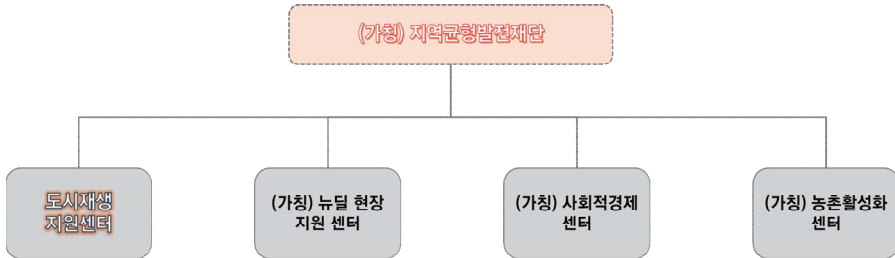 (가칭) 지역균형발전재단
도시재생
지원센터
(가칭) 뉴딜 현장
지원 센터
(가칭) 사회적경제
센터
(가칭) 농촌활성화
센터